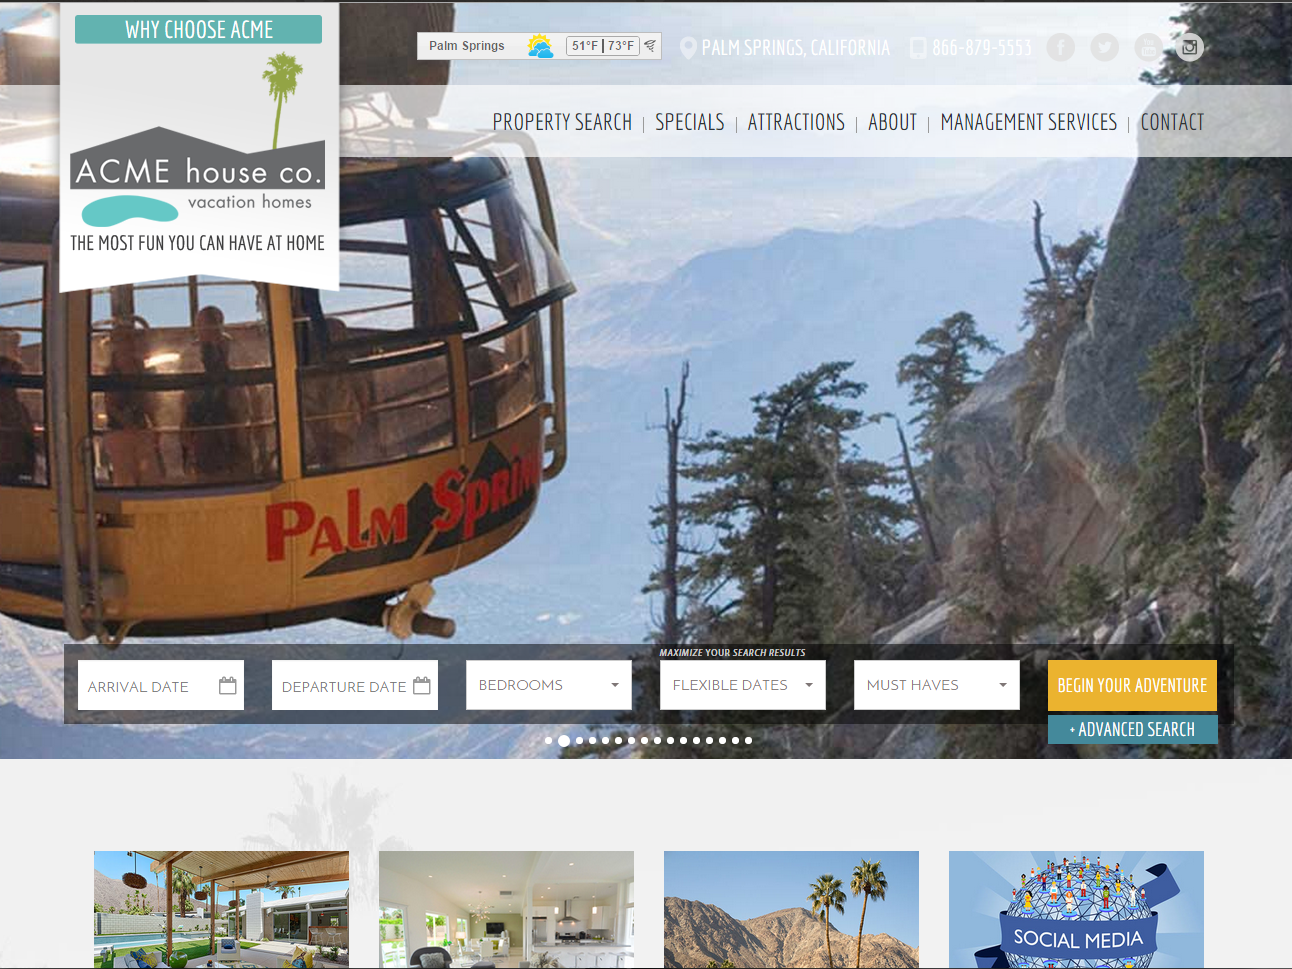 WHY CHOOSE ACME
ACME house co.
vacation homes
THE MOST FUN YOU CAN HAVE AT HOME
Palm Springs
51°F | 73°F
PALM SPRINGS, CALIFORNIA
866-879-5553
PROPERTY SEARCH | SPECIALS | ATTRACTIONS | ABOUT | MANAGEMENT SERVICES | CONTACT
PALM SPRIN
MAXIMIZE YOUR SEARCH RESULTS
ARRIVAL DATE
DEPARTURE DATE
BEDROOMS
FLEXIBLE DATES
MUST HAVES
BEGIN YOUR ADVENTURE
+ ADVANCED SEARCH
SOCIAL MEDIA